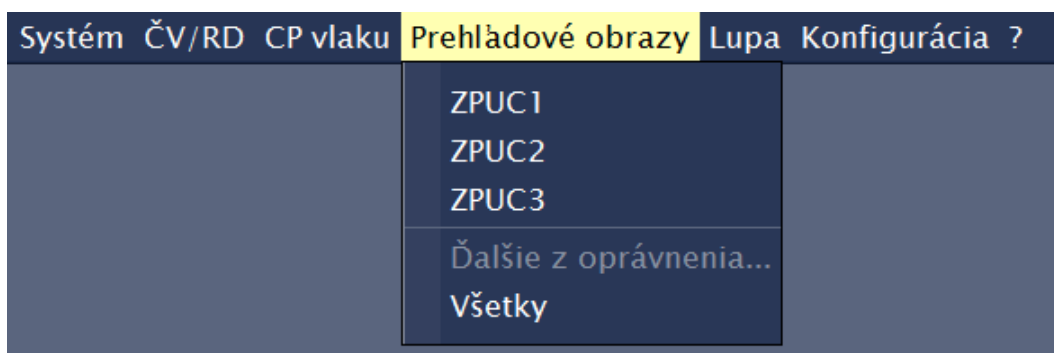 Systém ČV/RD CP vlaku Prehľadové obrazy Lupa Konfigurácia ?
ZPUC1
ZPUC2
ZPUC3
Ďalšie z oprávnenia...
Všetky